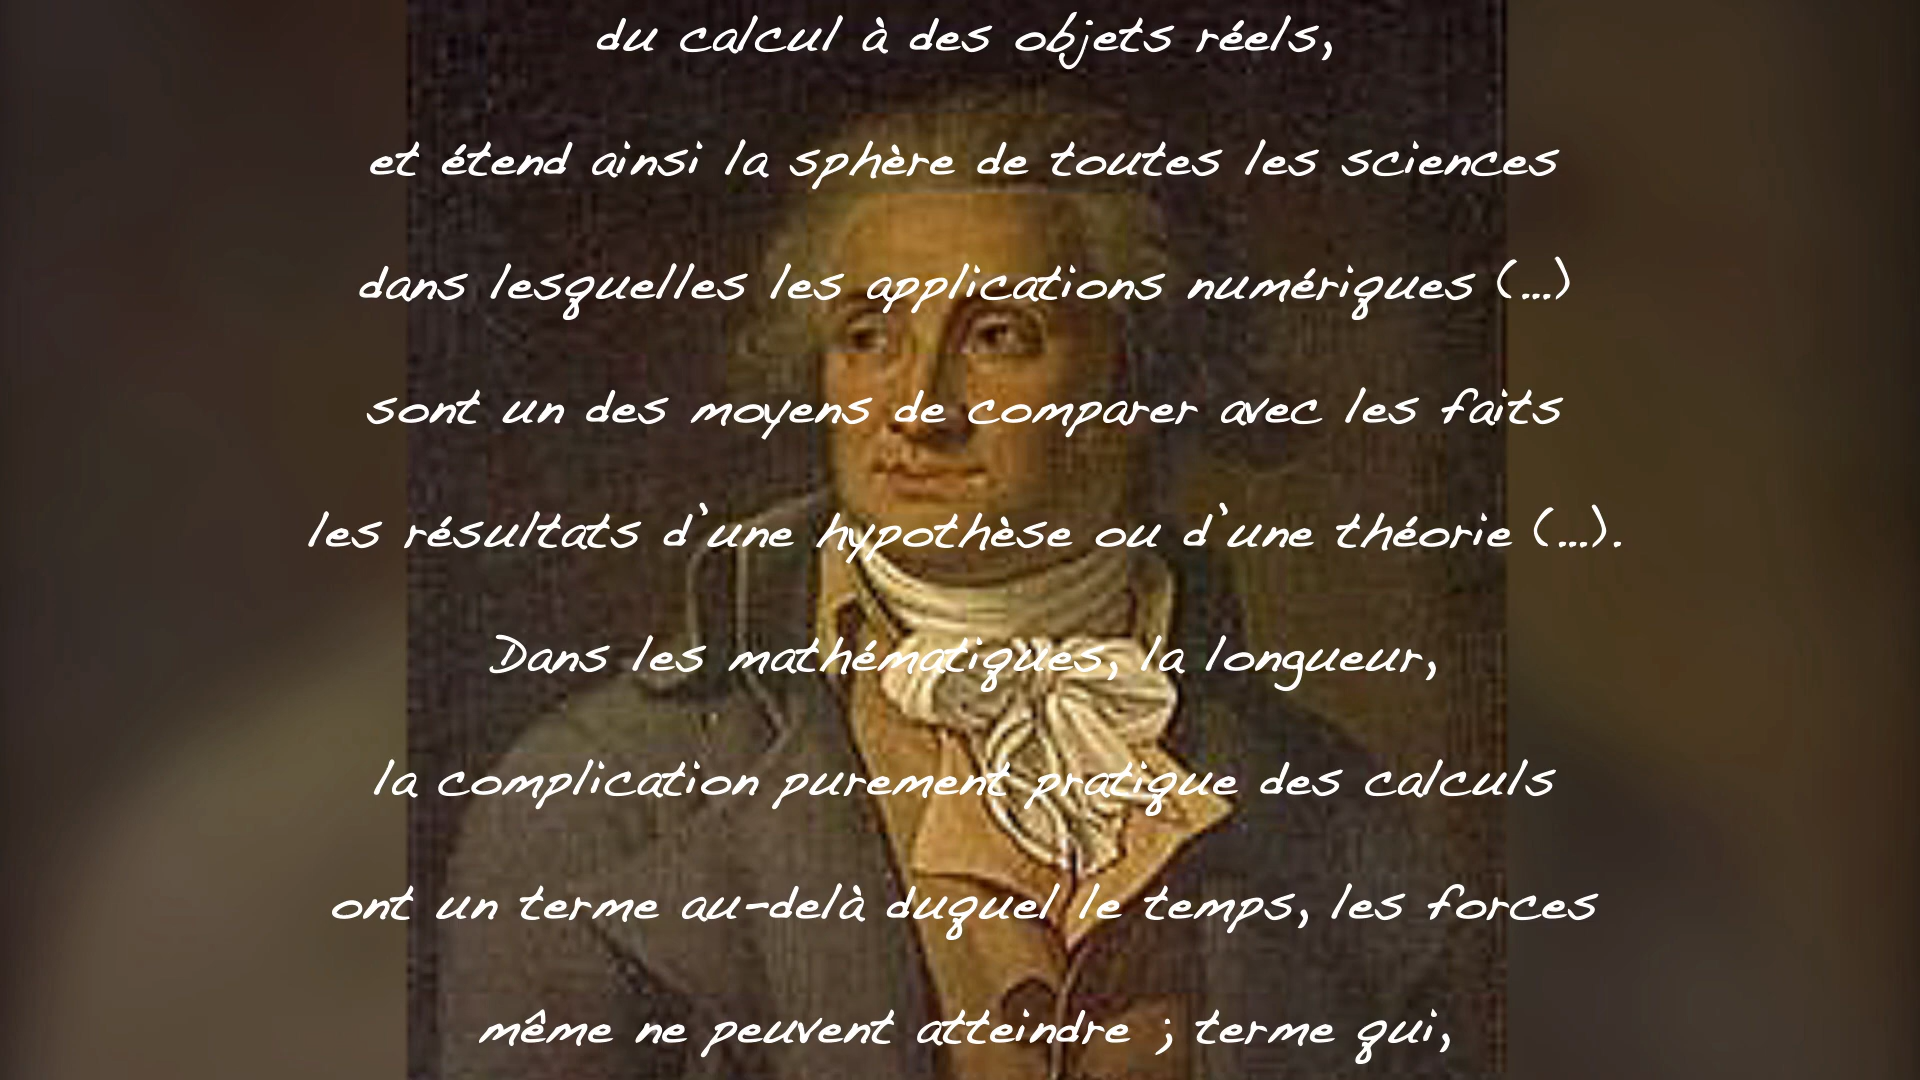 du calcul à des objets réels,
et étend ainsi la sphère de toutes les sciences
dans lesquelles les applications numériques (...)
sont un des moyens de comparer avec les faits
les résultats d'une hypothèse ou d'une théorie (...).
Dans les mathématiques, la longueur,
la complication purement pratique des calculs
ont un terme au-delà duquel le temps, les forces
même ne peuvent atteindre ; terme qui,